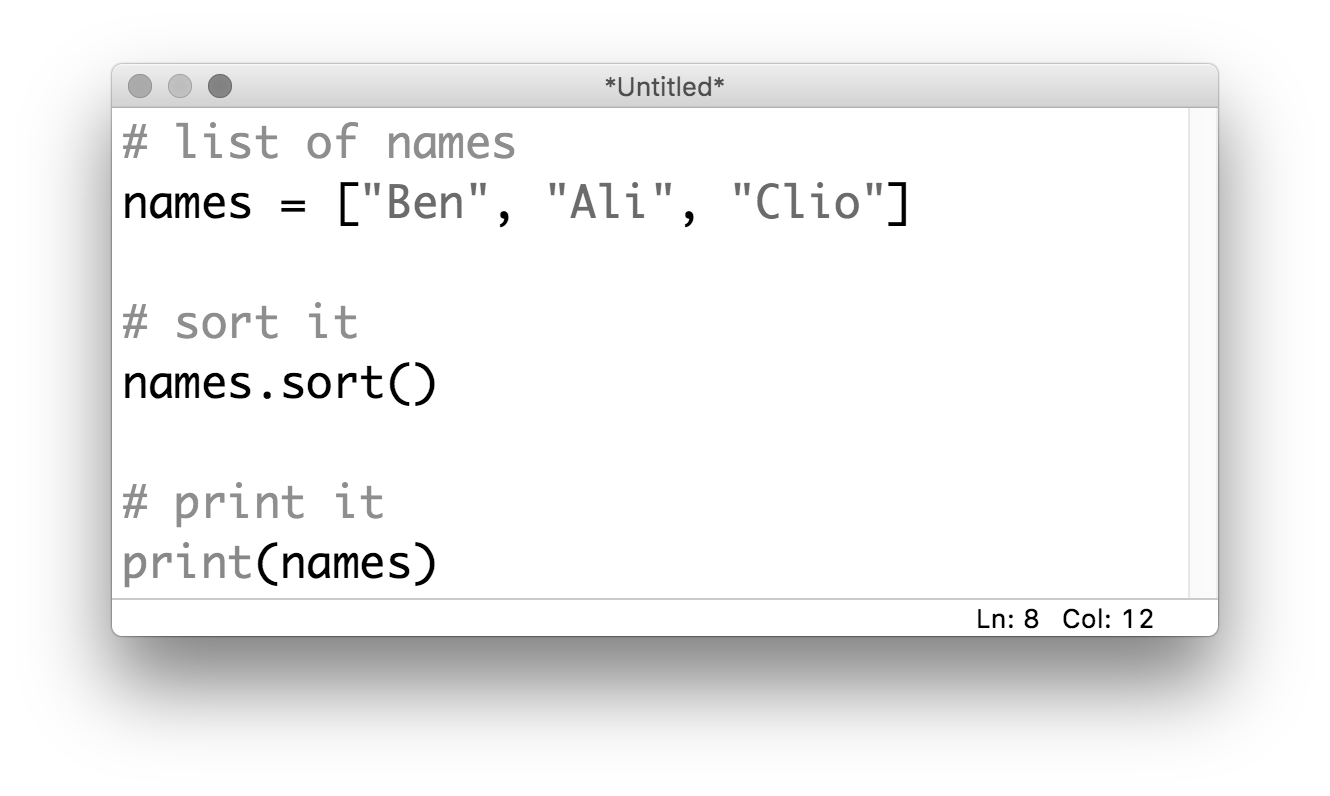 *Untitled*
# list of names
names = ["Ben", "Ali", "Clio"]
# sort it
names.sort()
# print it
print(names)
Ln: 8 Col: 12